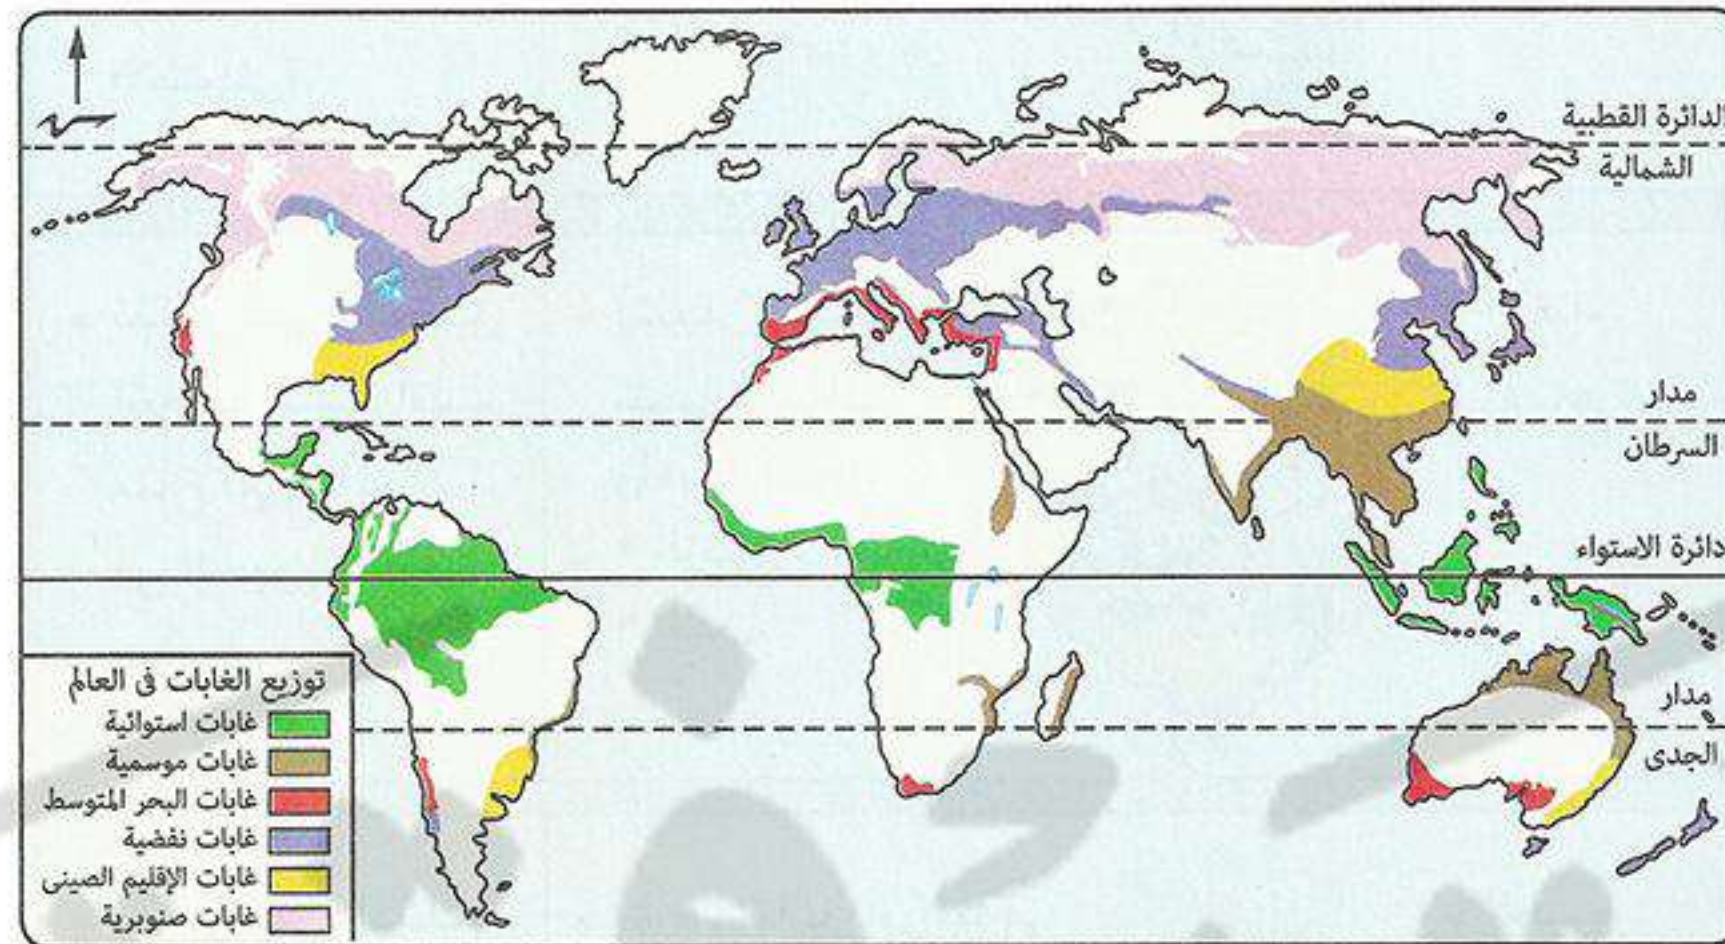 الدائرة القطبية
الشمالية
مدار
السرطان
دائرة الاستواء
مدار
الجدى
توزيع الغابات فى العالم
غابات استوائية
غابات موسمية
غابات البحر المتوسط
غابات نفضية
غابات الإقليم الصينى
غابات صنوبرية